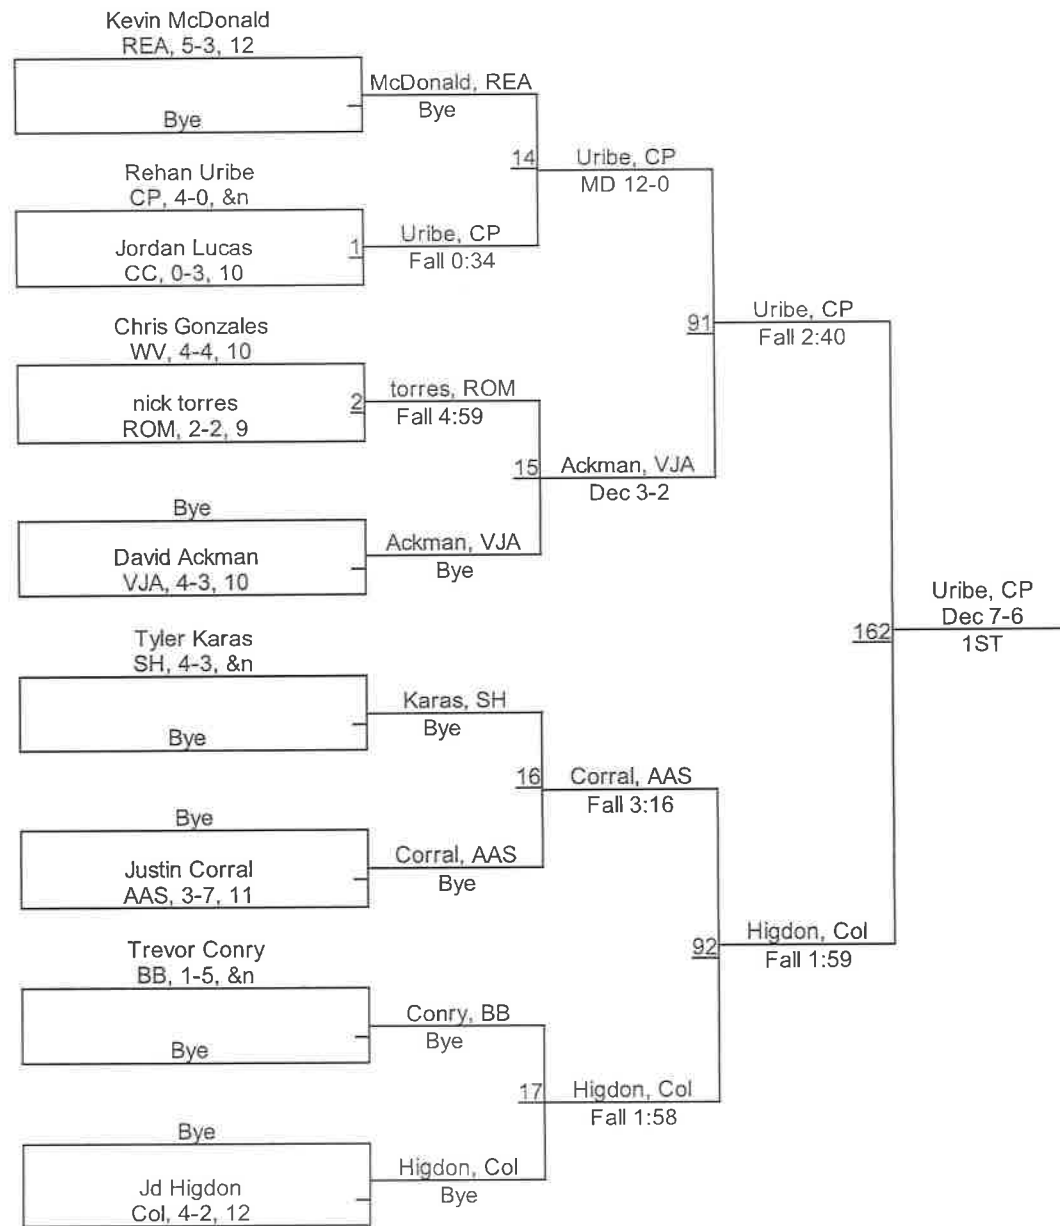 Kevin McDonald
REA, 5-3, 12
Bye
McDonald, REA
Bye
14
Uribe, CP
MD 12-0
Rehan Uribe
CP, 4-0, &n
Jordan Lucas
CC, 0-3, 10
1
Uribe, CP
Fall 0:34
91
Uribe, CP
Fall 2:40
Chris Gonzales
WV, 4-4, 10
nick torres
ROM, 2-2, 9
2
torres, ROM
Fall 4:59
15
Ackman, VJA
Dec 3-2
Bye
David Ackman
VJA, 4-3, 10
Ackman, VJA
Bye
162
Uribe, CP
Dec 7-6
1ST
Tyler Karas
SH, 4-3, &n
Bye
Karas, SH
Bye
16
Corral, AAS
Fall 3:16
Bye
Justin Corral
AAS, 3-7, 11
Corral, AAS
Bye
92
Higdon, Col
Fall 1:59
Trevor Conry
BB, 1-5, &n
Bye
Conry, BB
Bye
17
Higdon, Col
Fall 1:58
Bye
Jd Higdon
Col, 4-2, 12
Higdon, Col
Bye